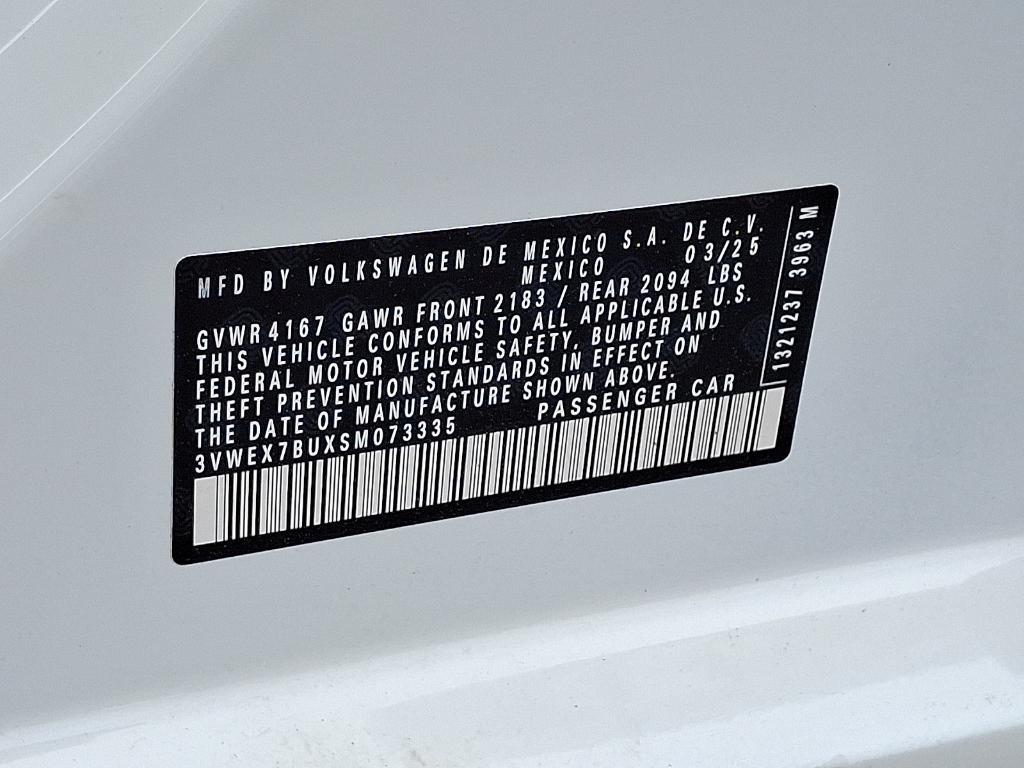 MFD BY VOLKSWAGEN DE MEXICO S.A. DE C.V.
MEXICO 03/25
GVWR 4167 GAWR FRONT 2183 / REAR 2094 LBS
THIS VEHICLE CONFORMS TO ALL APPLICABLE U.S.
FEDERAL MOTOR VEHICLE SAFETY, BUMPER AND
THEFT PREVENTION STANDARDS IN EFFECT ON
THE DATE OF MANUFACTURE SHOWN ABOVE.
3VWEX7BUXSM073335 PASSENGER CAR
1321237 3963 M